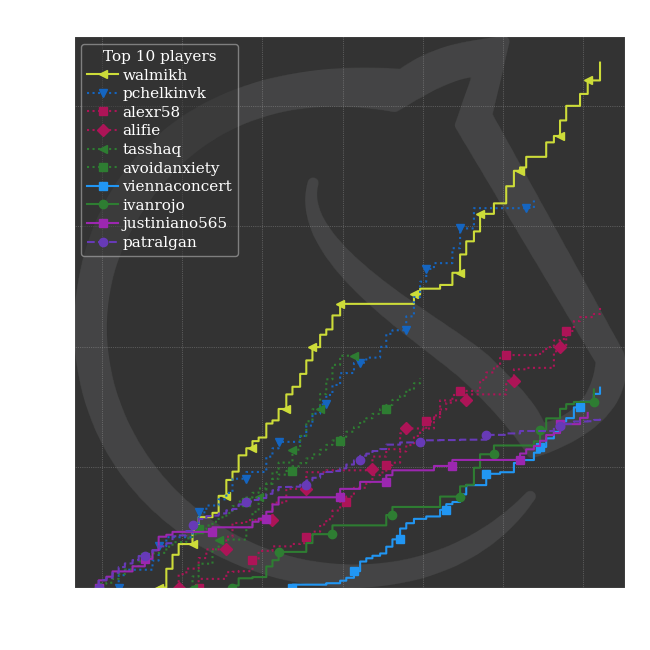 Top 10 players
walmikh
pchelkinvk
alexr58
alifie
tasshaq
avoidanxiety
viennaconcert
ivanrojo
justiniano565
patralgan